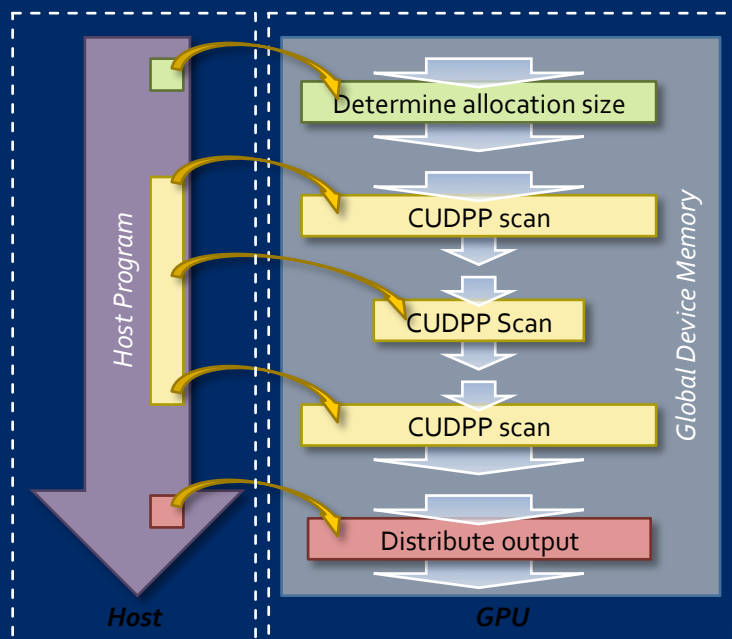 Determine allocation size
CUDPP scan
Host Program
CUDPP Scan
Global Device Memory
CUDPP scan
Distribute output
Host
GPU